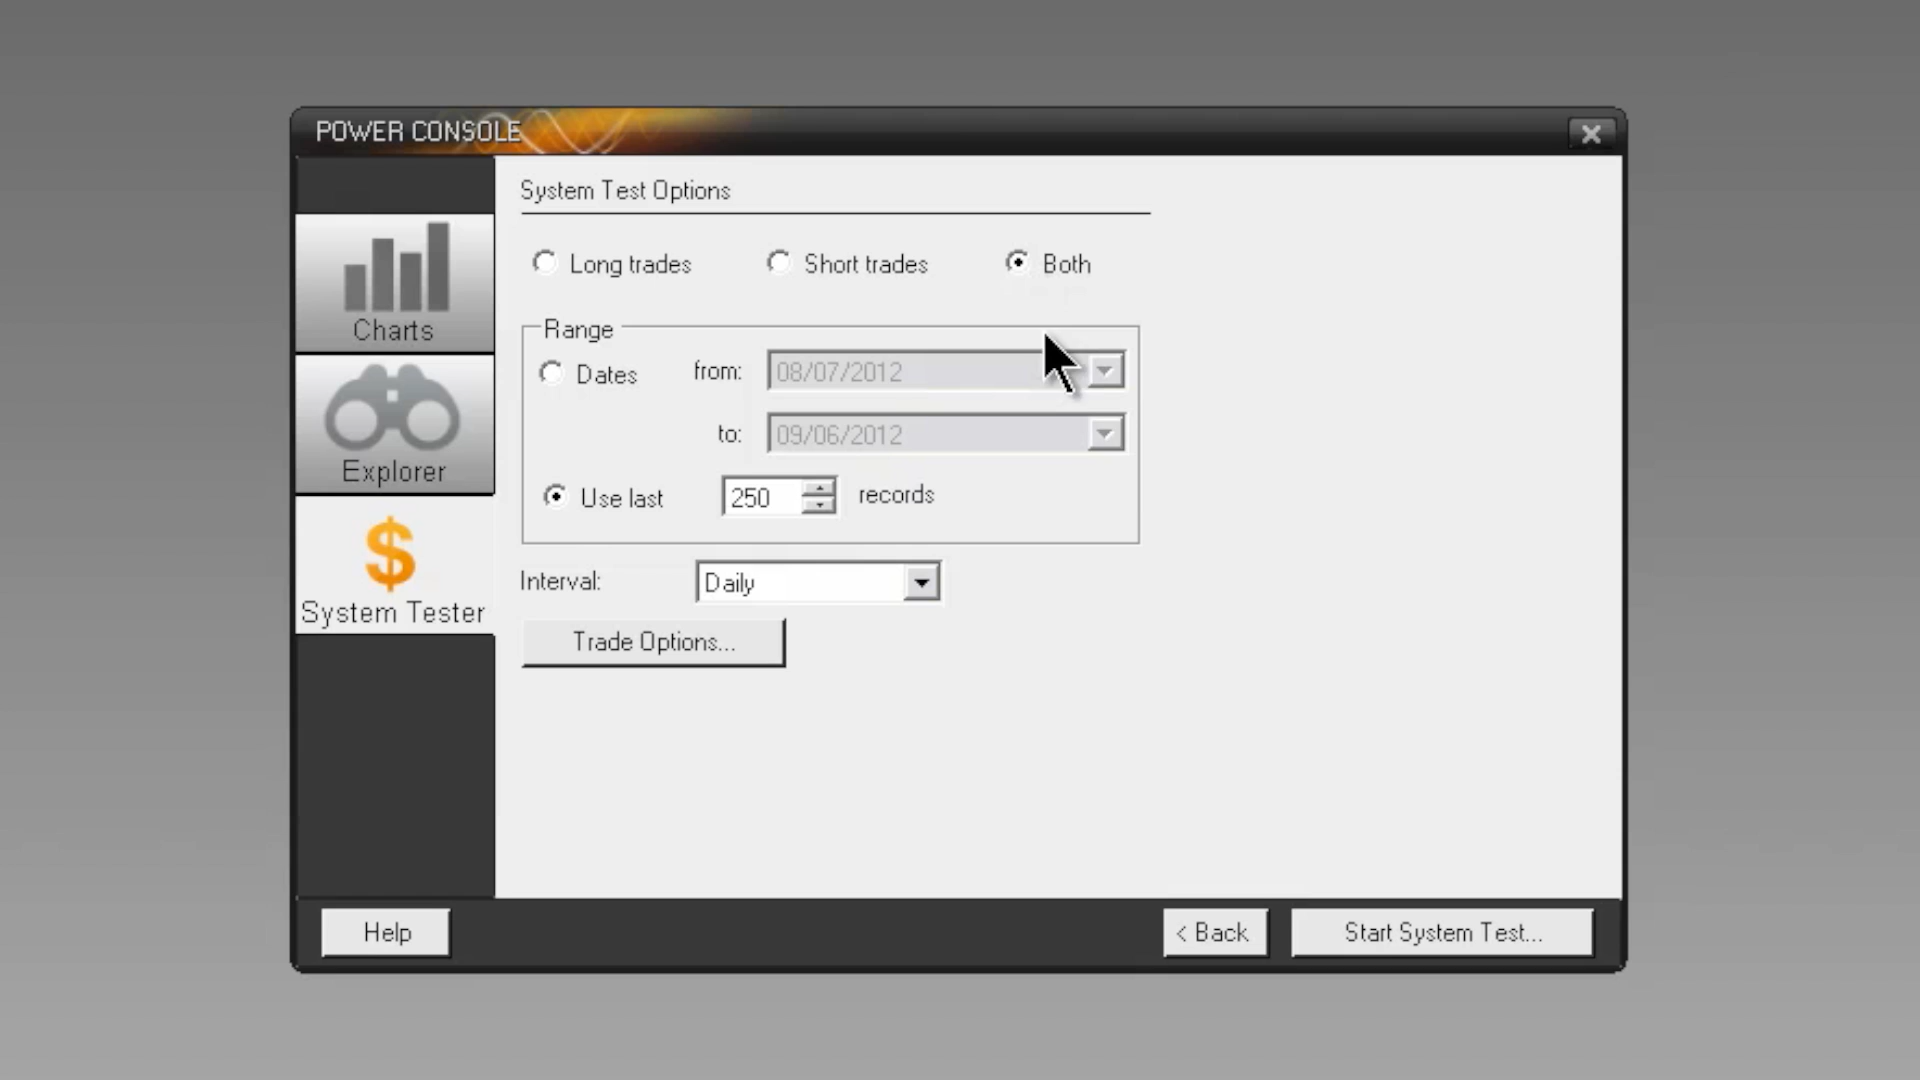 POWER CONSOLE
System Test Options
Long trades Short trades Both
Range
Dates from: 08/07/2012
to: 09/06/2012
Use last 250 records
Interval: Daily
Trade Options...
Charts
Explorer
$
System Tester
Help < Back Start System Test...